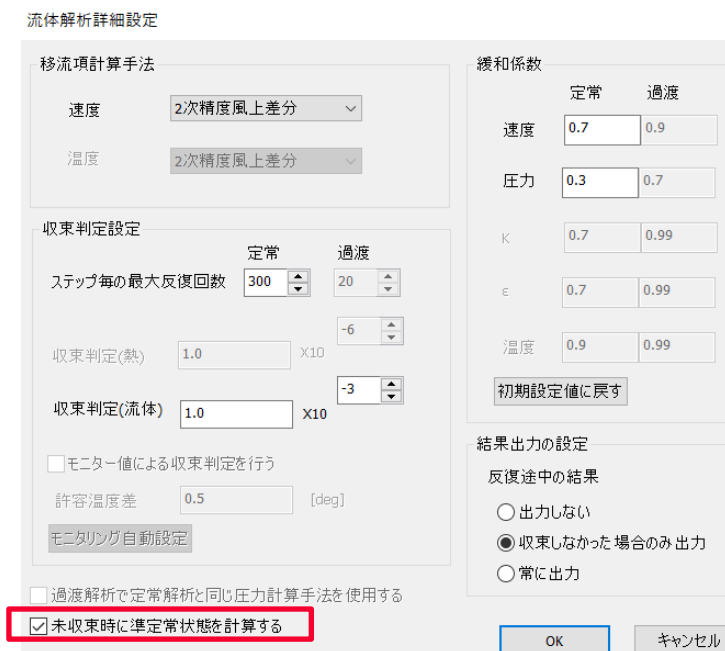 流体解析詳細設定
移流項計算手法
速度 2次精度風上差分
温度 2次精度風上差分
収束判定設定
定常 過渡
ステップ毎の最大反復回数 300 20
-6
収束判定(熱) 1.0 X10
-3
収束判定(流体) 1.0 X10
モニター値による収束判定を行う
許容温度差 0.5 [deg]
モニタリング自動設定
過渡解析で定常解析と同じ圧力計算手法を使用する
未収束時に準定常状態を計算する
緩和係数
定常 過渡
速度 0.7 0.9
圧力 0.3 0.7
K 0.7 0.99
ε 0.7 0.99
温度 0.9 0.99
初期設定値に戻す
結果出力の設定
反復途中の結果
出力しない
収束しなかった場合のみ出力
常に出力
OK キャンセル